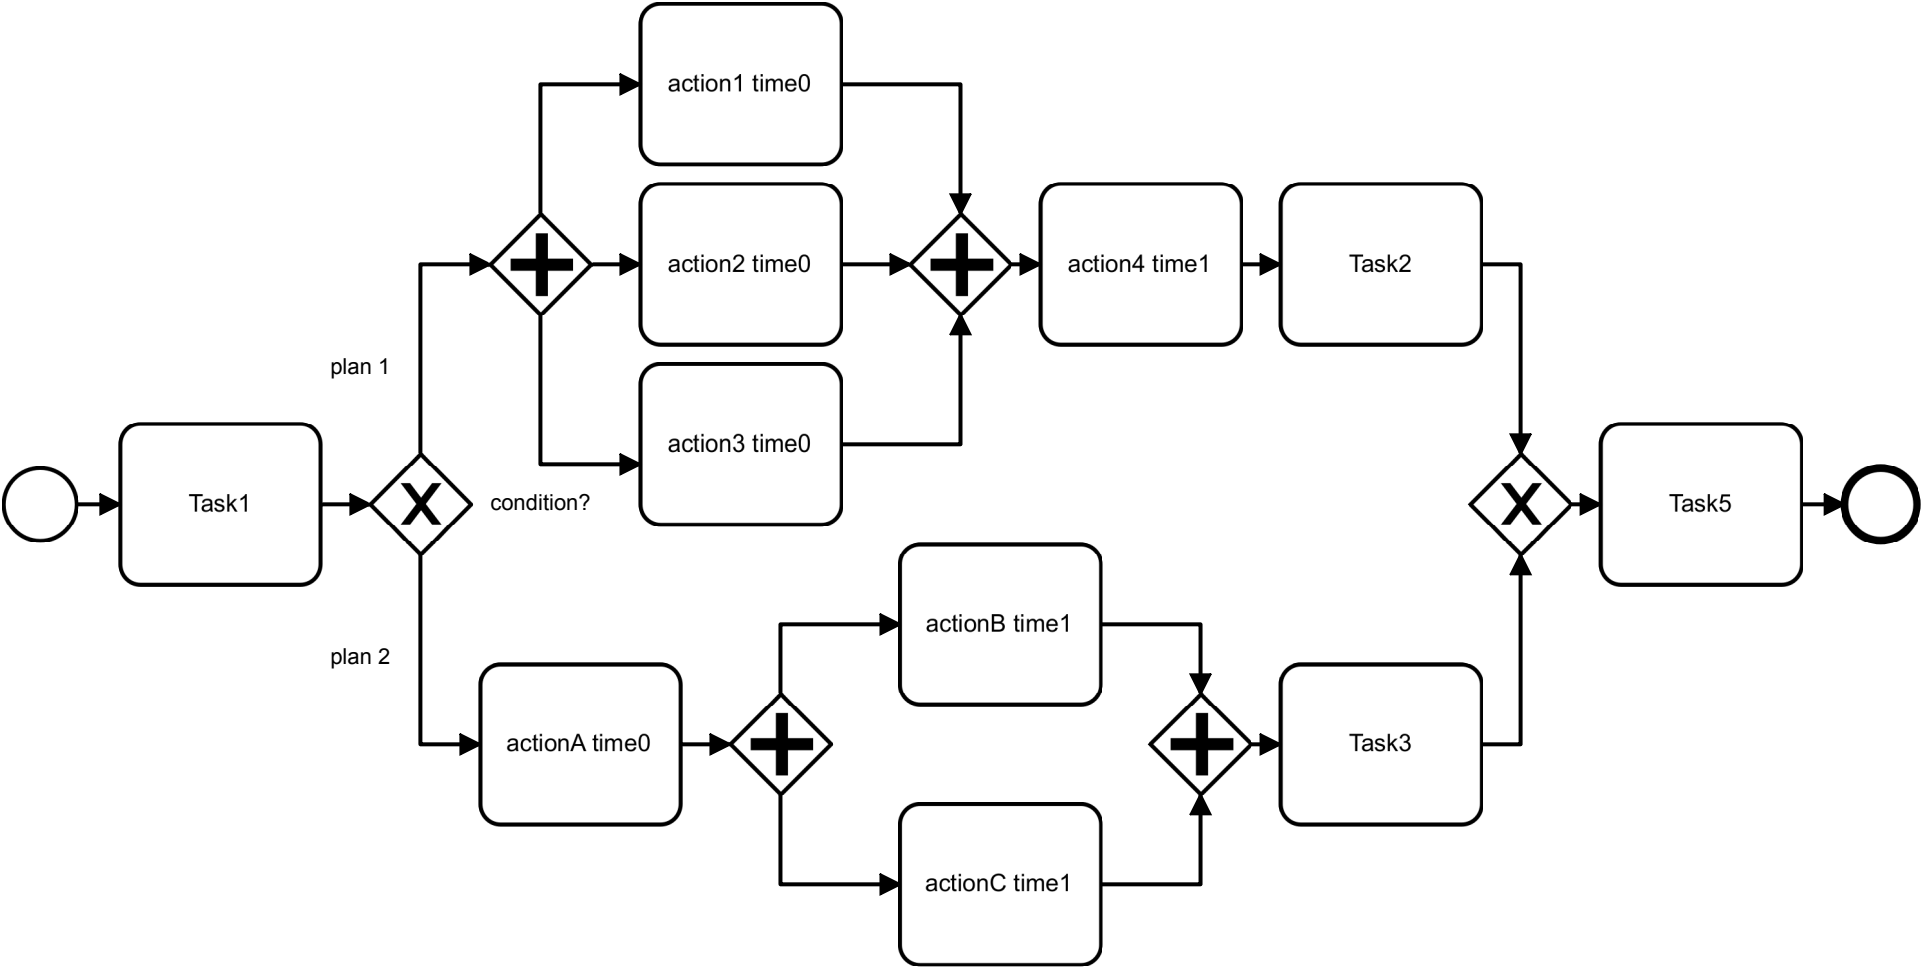 action1 time0
action2 time0
action4 time1
Task2
plan 1
action3 time0
Task1
X
condition?
X
Task5
actionB time1
plan 2
actionA time0
Task3
actionC time1